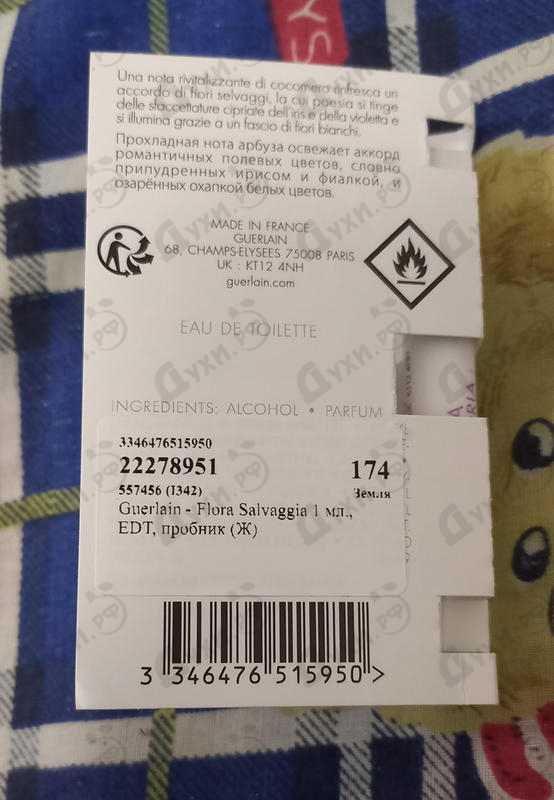 YS
Una nota rivitalizzante di cocomero rinfresca un
accordo di fiori selvaggi, la cui poesia si tinge
delle sfaccettature cipriate dell'iris e della violetta e
si illumina grazie a un fascio di fiori bianchi.
Прохладная нота арбуза освежает аккорд
романтичных полевых цветов, словно
припудренных ирисом и фиалкой, и
озарённых охапкой белых цветов.
MADE IN FRANCE
GUERLAIN
68, CHAMPS-ELYSEES 75008 PARIS
UK : KT12 4NH
guerlain.com
EAU DE TOILETTE
INGREDIENTS: ALCOHOL • PARFUM
3346476515950
22278951 174
557456 (1342) Земля
Guerlain - Flora Salvaggia 1 мл.,
EDT, пробник (Ж)
3 346476 515950 >
Духи.рф